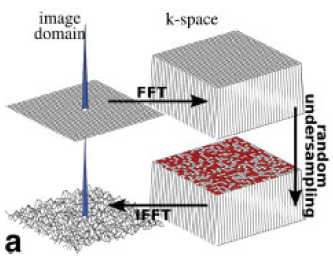 image
domain
k-space
FFT
random
undersampling
IFFT
a